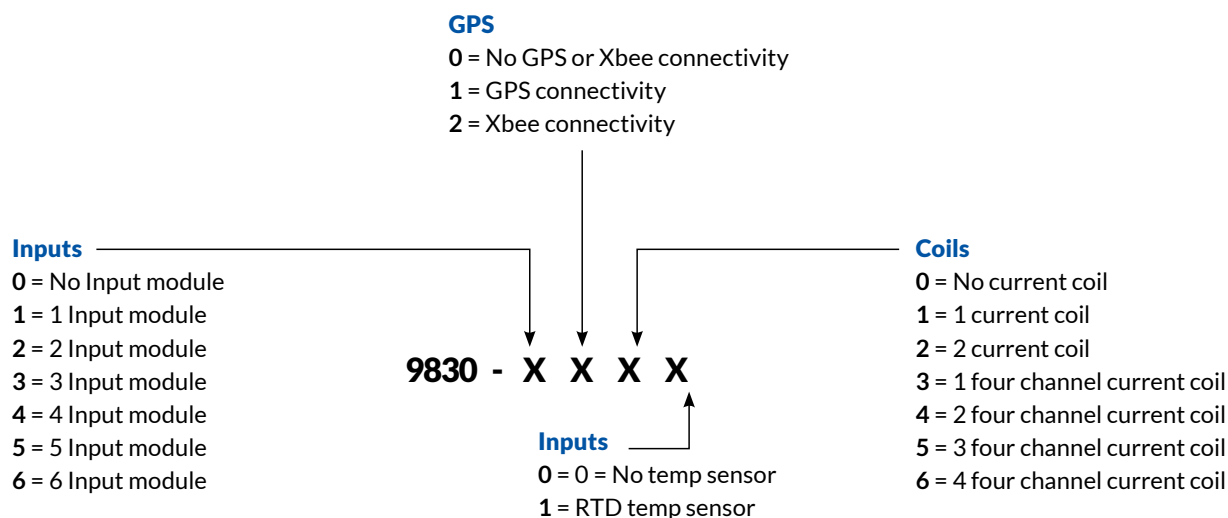 GPS
0 = No GPS or Xbee connectivity
1 = GPS connectivity
2 = Xbee connectivity
Inputs
0 = No Input module
1 = 1 Input module
2 = 2 Input module
3 = 3 Input module
4 = 4 Input module
5 = 5 Input module
6 = 6 Input module
Coils
0 = No current coil
1 = 1 current coil
2 = 2 current coil
3 = 1 four channel current coil
4 = 2 four channel current coil
5 = 3 four channel current coil
6 = 4 four channel current coil
9830 - X X X X
Inputs
0 = 0 = No temp sensor
1 = RTD temp sensor